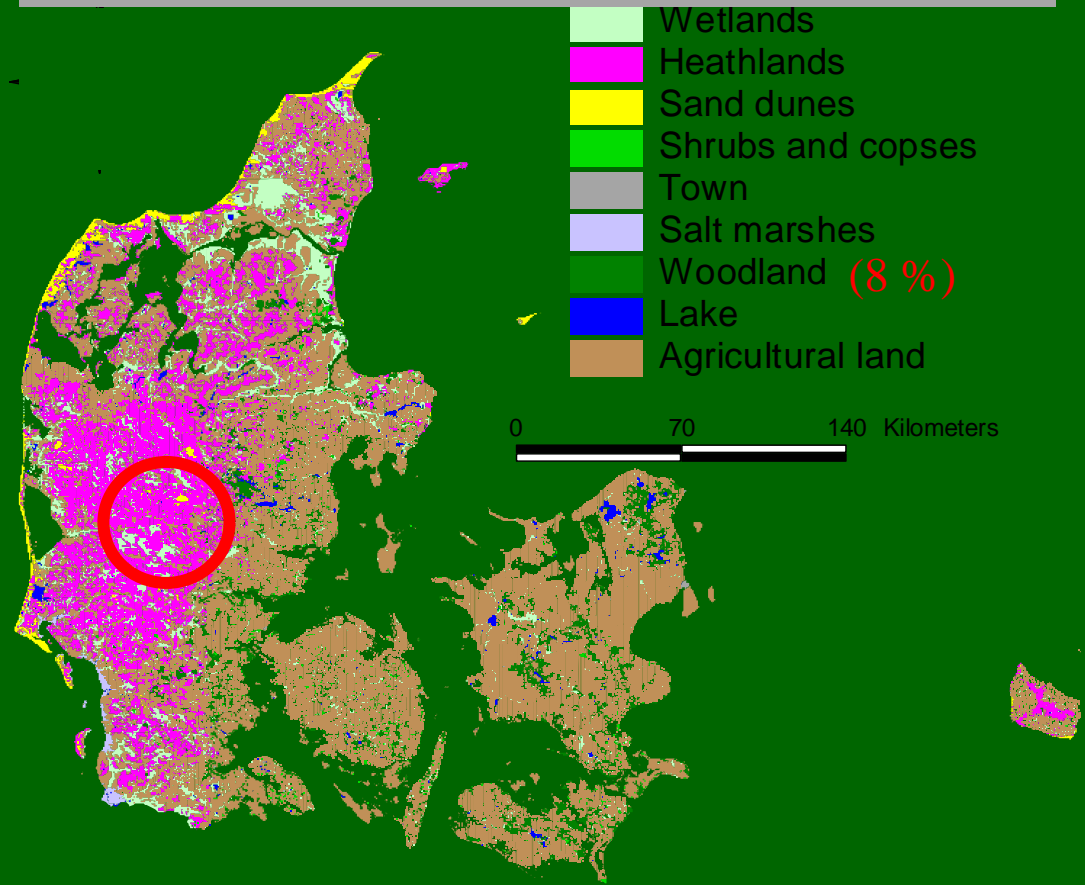 Wetlands
Heathlands
Sand dunes
Shrubs and copses
Town
Salt marshes
Woodland (8 %)
Lake
Agricultural land
0 70 140 Kilometers